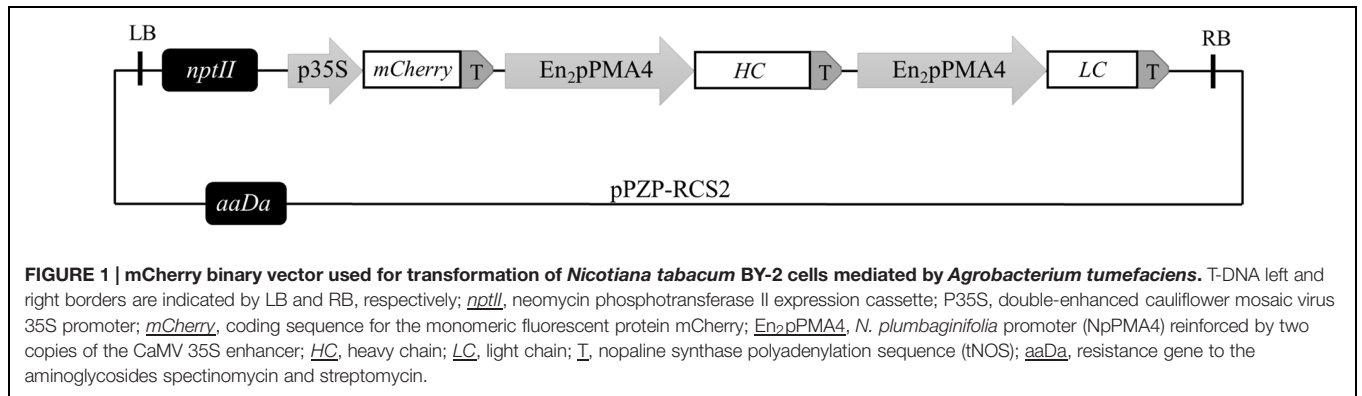 LB
RB
nptII p35S mCherry T En₂pPMA4 HC T En₂pPMA4 LC T
pPZP-RCS2
aaDa
FIGURE 1 | mCherry binary vector used for transformation of Nicotiana tabacum BY-2 cells mediated by Agrobacterium tumefaciens. T-DNA left and
right borders are indicated by LB and RB, respectively; nptII, neomycin phosphotransferase II expression cassette; P35S, double-enhanced cauliflower mosaic virus
35S promoter; mCherry, coding sequence for the monomeric fluorescent protein mCherry; En₂pPMA4, N. plumbaginifolia promoter (NpPMA4) reinforced by two
copies of the CaMV 35S enhancer; HC, heavy chain; LC, light chain; T, nopaline synthase polyadenylation sequence (tNOS); aaDa, resistance gene to the
aminoglycosides spectinomycin and streptomycin.